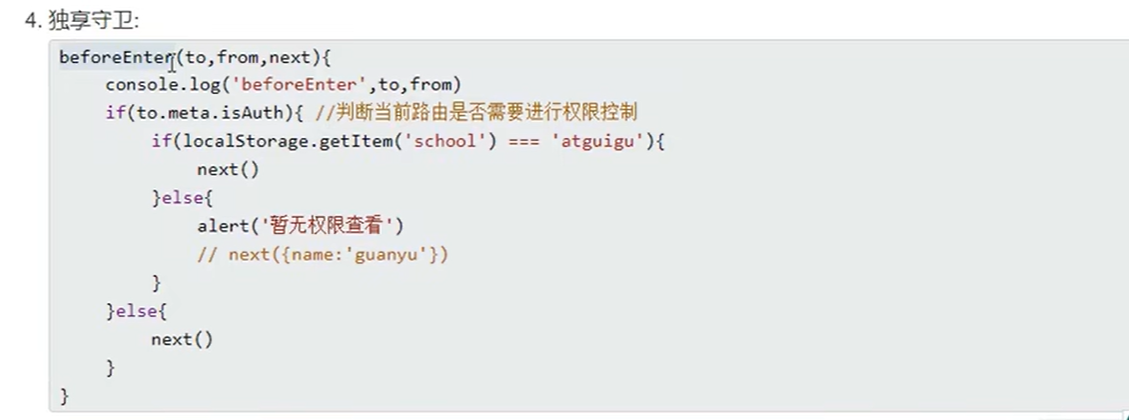 4. 独享守卫:
beforeEnter(to,from,next){
    console.log('beforeEnter',to,from)
    if(to.meta.isAuth){ //判断当前路由是否需要进行权限控制
        if(localStorage.getItem('school') === 'atguigu'){
            next()
        }else{
            alert('暂无权限查看')
            // next({name:'guanyu'})
        }
    }else{
        next()
    }
}